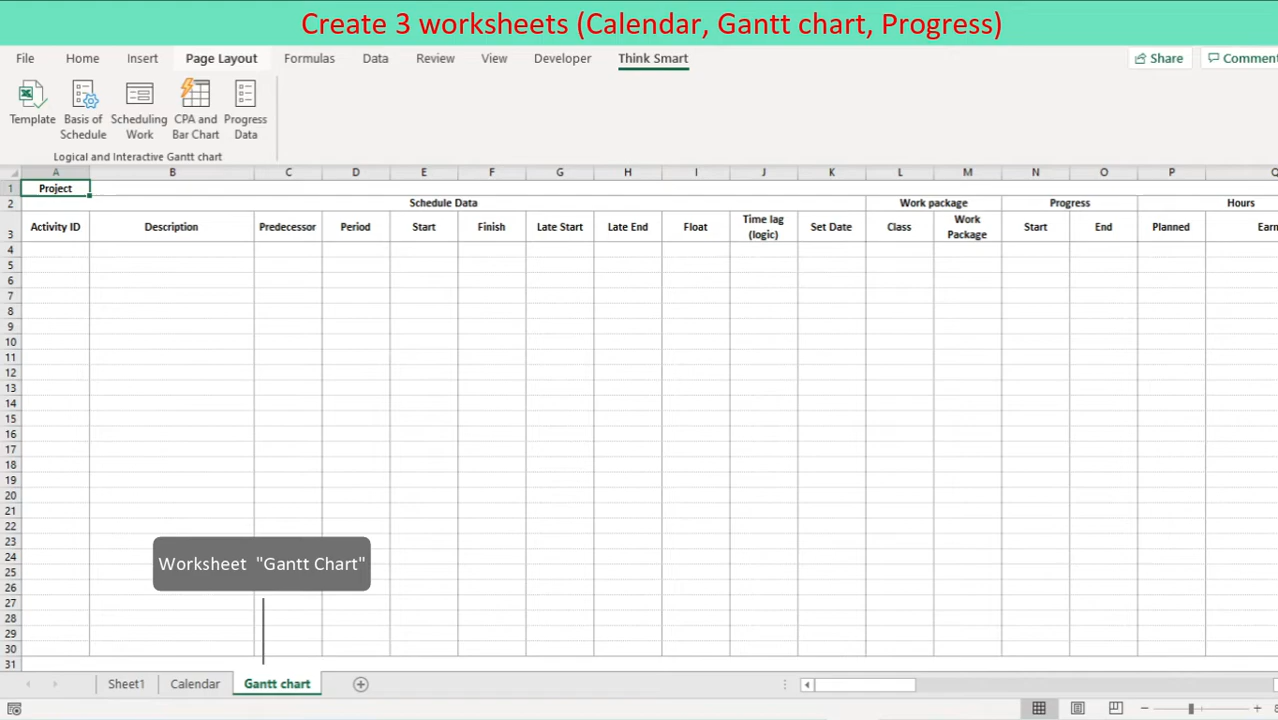 Create 3 worksheets (Calendar, Gantt chart, Progress)
File Home Insert Page Layout Formulas Data Review View Developer Think Smart Share
Template Basis of Schedule Scheduling Work CPA and Bar Chart Progress Data
Logical and Interactive Gantt chart
A B C D E F G H I J K L M N O P
1 Project
2 Schedule Data Work package Progress Hours
3 Activity ID Description Predecessor Period Start Finish Late Start Late End Float Time lag (logic) Set Date Class Work Package Start End Planned
4
5
6
7
8
9
10
11
12
13
14
15
16
17
18
19
20
21
22
23
24
25
26
27
28
29
30
31
Worksheet "Gantt Chart"
Sheet1 Calendar Gantt chart